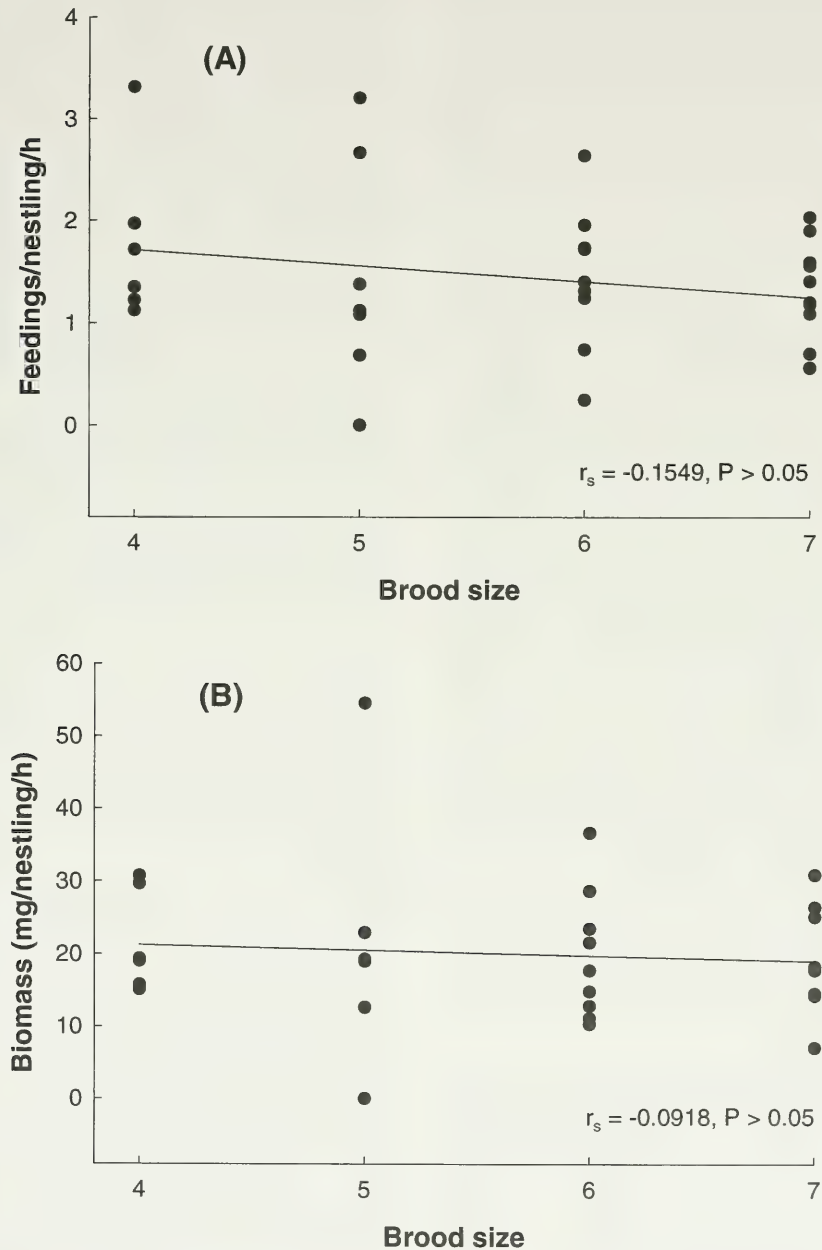 (A)
Feedings/nestling/h
4
3
2
1
0
r_s = -0.1549, P > 0.05
4 5 6 7
Brood size
(B)
Biomass (mg/nestling/h)
60
50
40
30
20
10
0
r_s = -0.0918, P > 0.05
4 5 6 7
Brood size